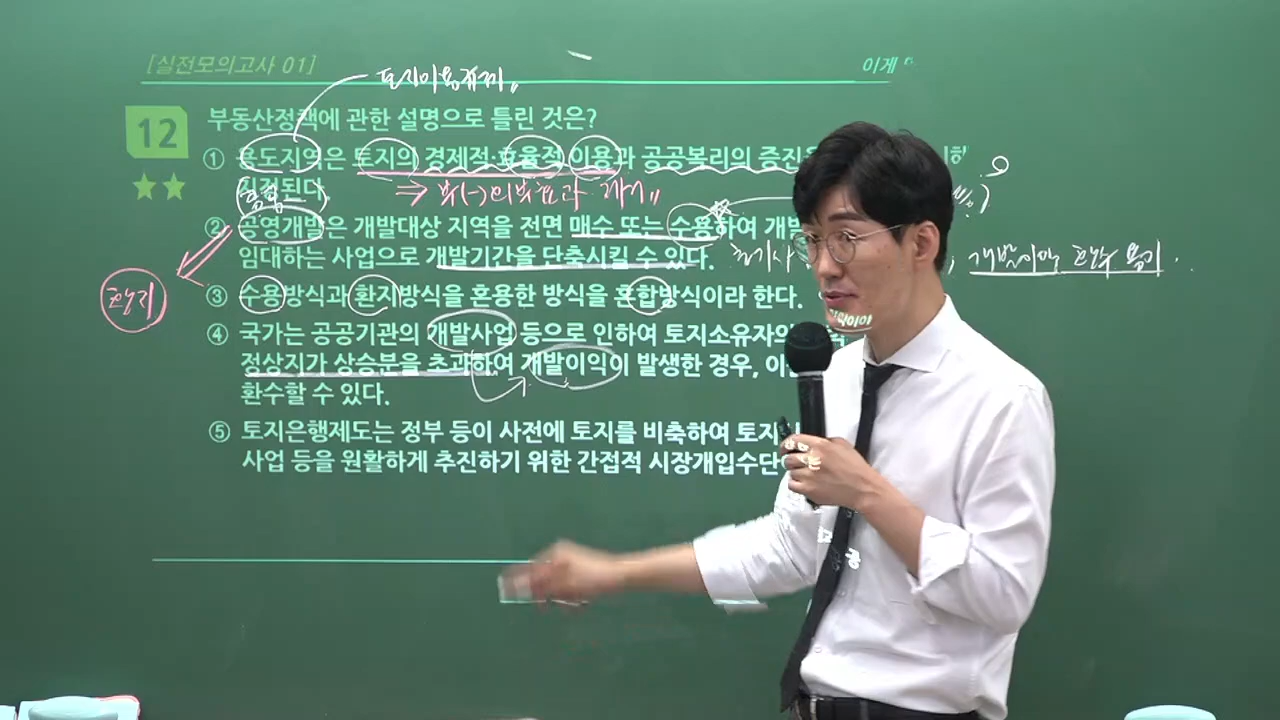 [실전모의고사 01]
이게
토지이용규제
12
부동산정책에 관한 설명으로 틀린 것은?
① 용도지역은 토지의 경제적·효율적 이용과 공공복리의 증진을
지정된다.
⇒ 부(-)의 외부효과
② 공영개발은 개발대상 지역을 전면 매수 또는 수용하여 개발
임대하는 사업으로 개발기간을 단축시킬 수 있다.
, 개발이익 환수 용이
환지
③ 수용방식과 환지방식을 혼용한 방식을 혼합방식이라 한다.
④ 국가는 공공기관의 개발사업 등으로 인하여 토지소유자의
정상지가 상승분을 초과하여 개발이익이 발생한 경우, 이를
환수할 수 있다.
⑤ 토지은행제도는 정부 등이 사전에 토지를 비축하여 토지
사업 등을 원활하게 추진하기 위한 간접적 시장개입수단